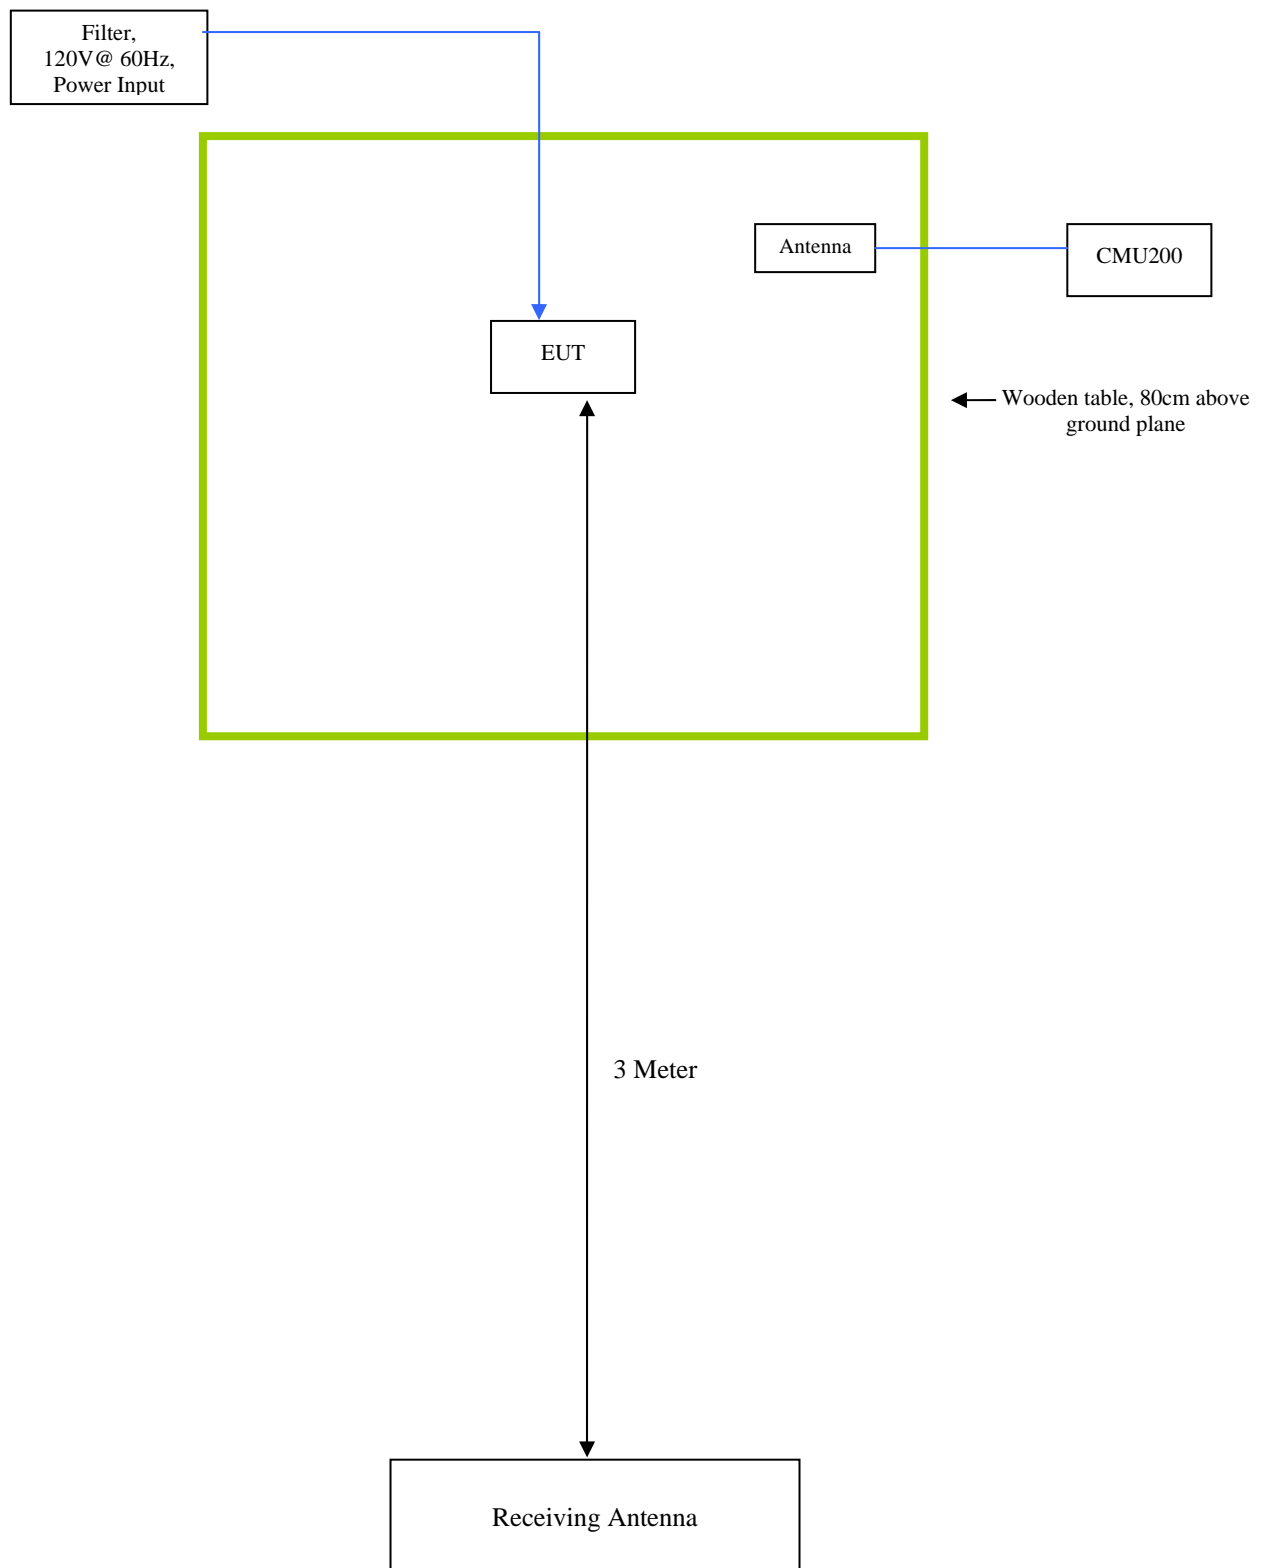 Filter,
120V@ 60Hz,
Power Input
Antenna
CMU200
EUT
Wooden table, 80cm above
ground plane
3 Meter
Receiving Antenna